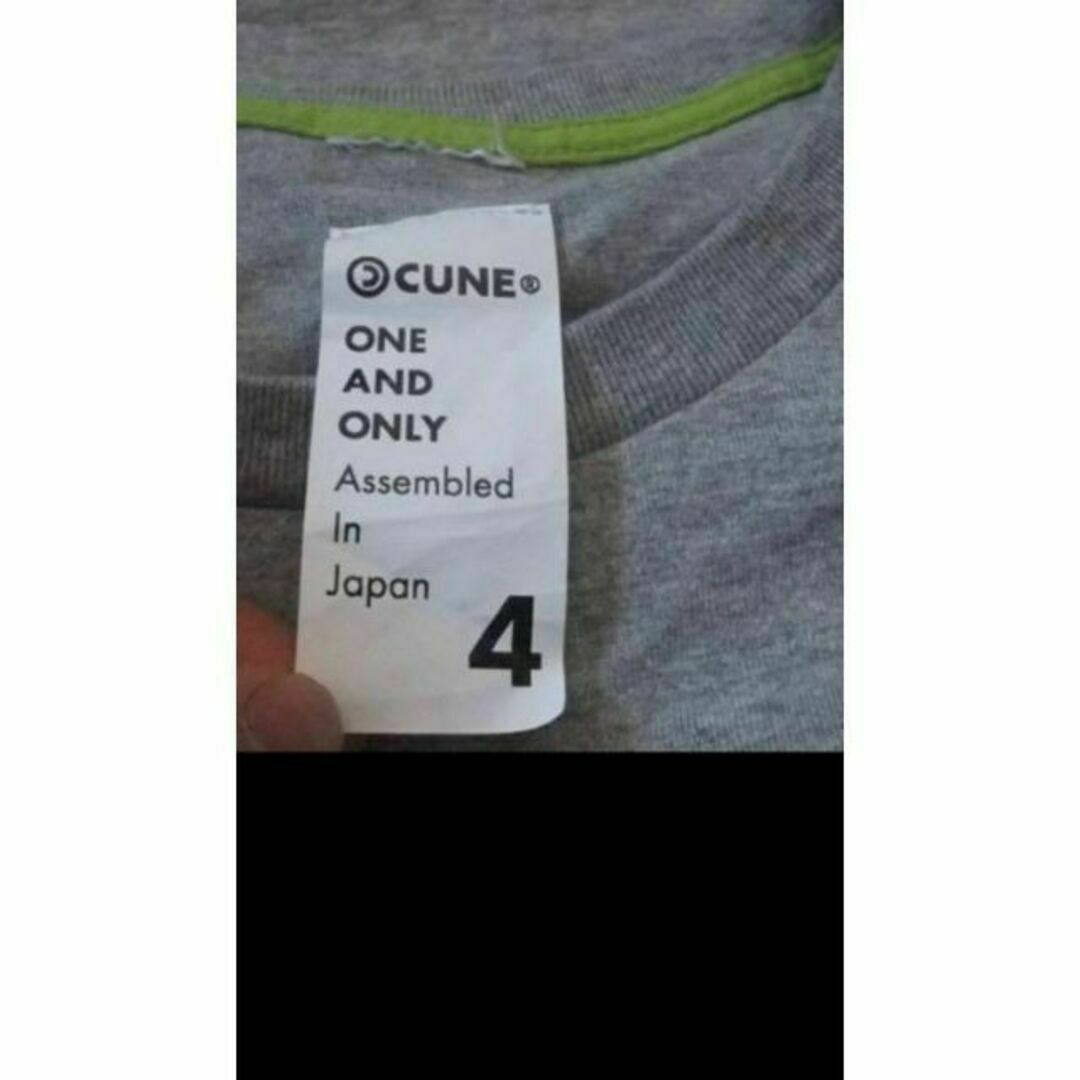 CUNE®
ONE
AND
ONLY
Assembled
In
Japan
4